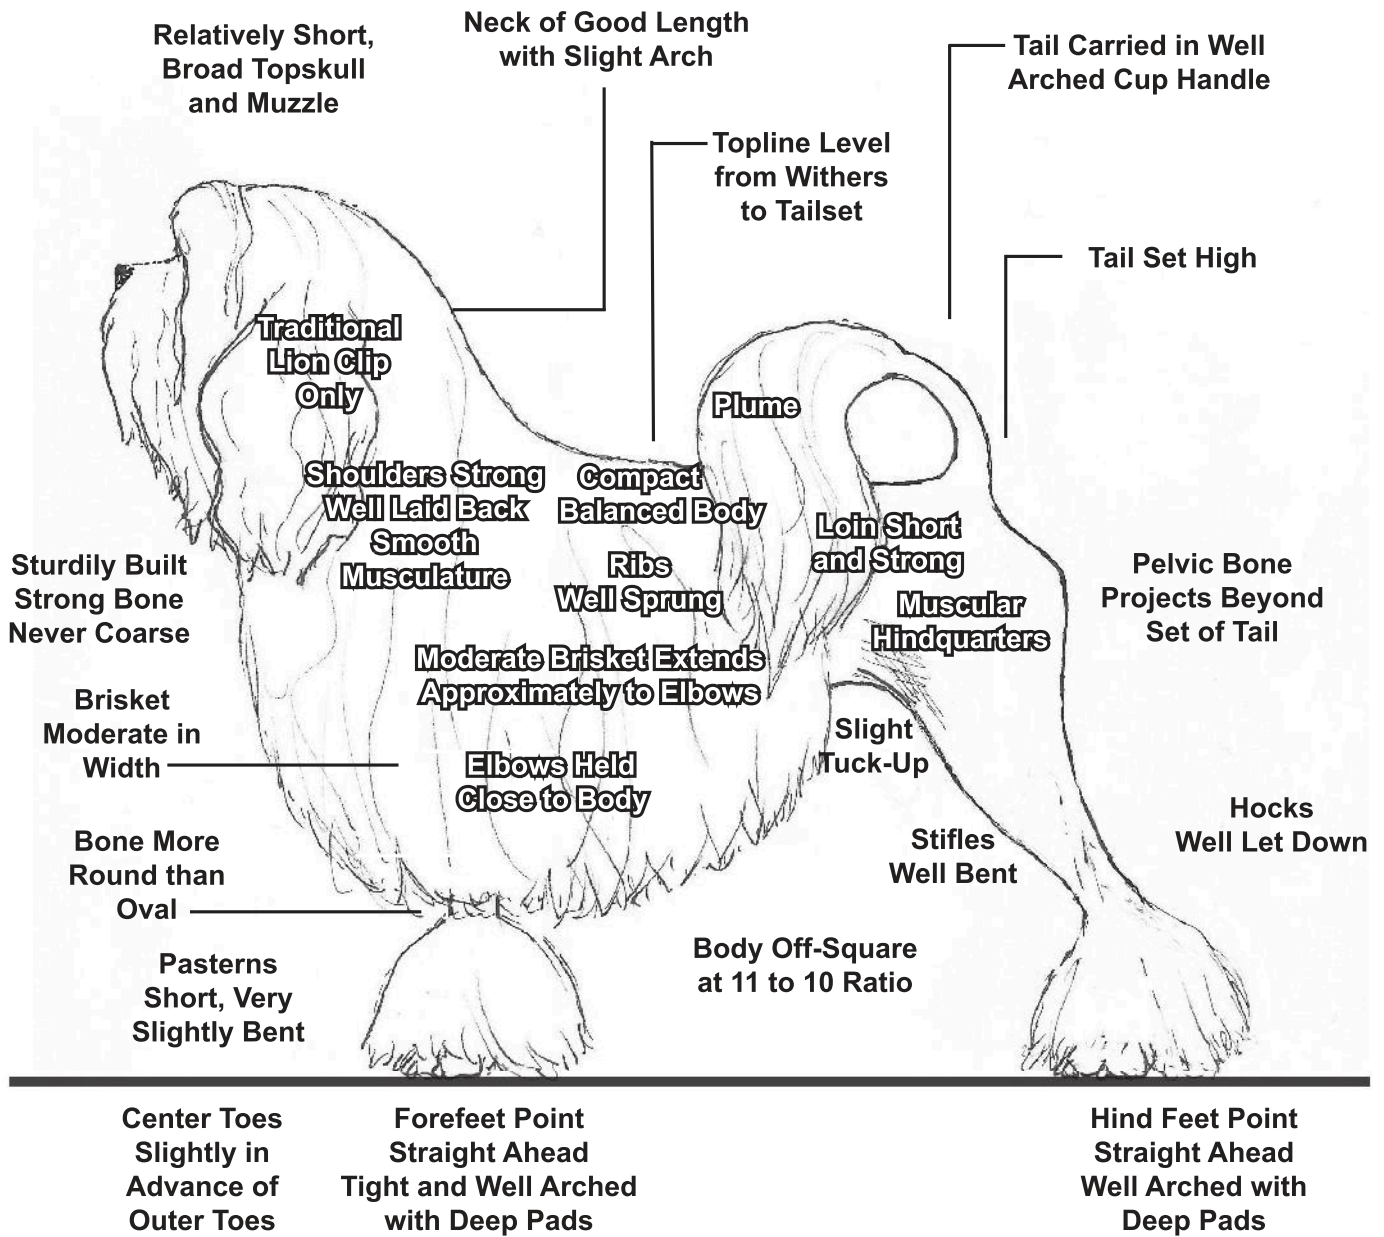 Relatively Short,
Broad Topskull
and Muzzle
Neck of Good Length
with Slight Arch
Tail Carried in Well
Arched Cup Handle
Topline Level
from Withers
to Tailset
Tail Set High
Traditional
Lion Clip
Only
Plume
Shoulders Strong
Well Laid Back
Smooth
Musculature
Compact
Balanced Body
Loin Short
and Strong
Ribs
Well Sprung
Muscular
Hindquarters
Sturdily Built
Strong Bone
Never Coarse
Pelvic Bone
Projects Beyond
Set of Tail
Moderate Brisket Extends
Approximately to Elbows
Brisket
Moderate in
Width
Slight
Tuck-Up
Elbows Held
Close to Body
Hocks
Well Let Down
Bone More
Round than
Oval
Stifles
Well Bent
Body Off-Square
at 11 to 10 Ratio
Pasterns
Short, Very
Slightly Bent
Center Toes
Slightly in
Advance of
Outer Toes
Forefeet Point
Straight Ahead
Tight and Well Arched
with Deep Pads
Hind Feet Point
Straight Ahead
Well Arched with
Deep Pads